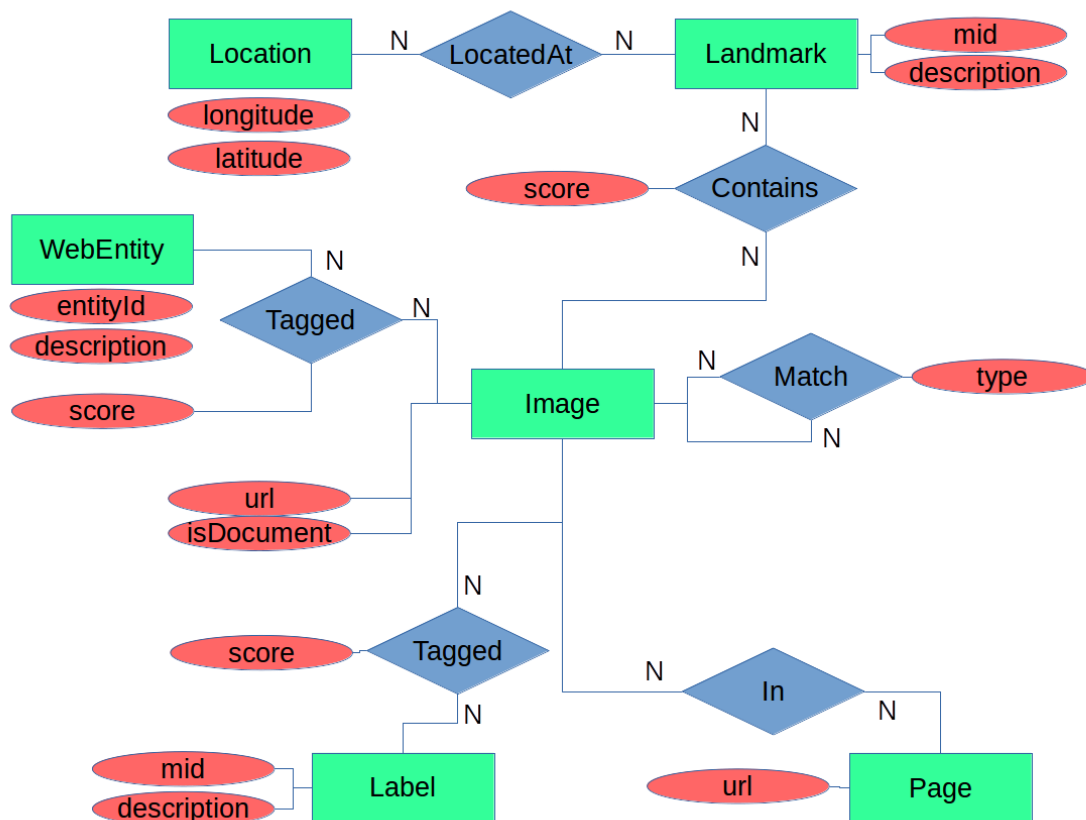 Location
N
LocatedAt
N
Landmark
mid
description
longitude
latitude
N
score
Contains
N
WebEntity
N
entityId
Tagged
N
description
score
Image
N
Match
type
N
url
isDocument
N
score
Tagged
N
N
In
N
mid
description
Label
url
Page